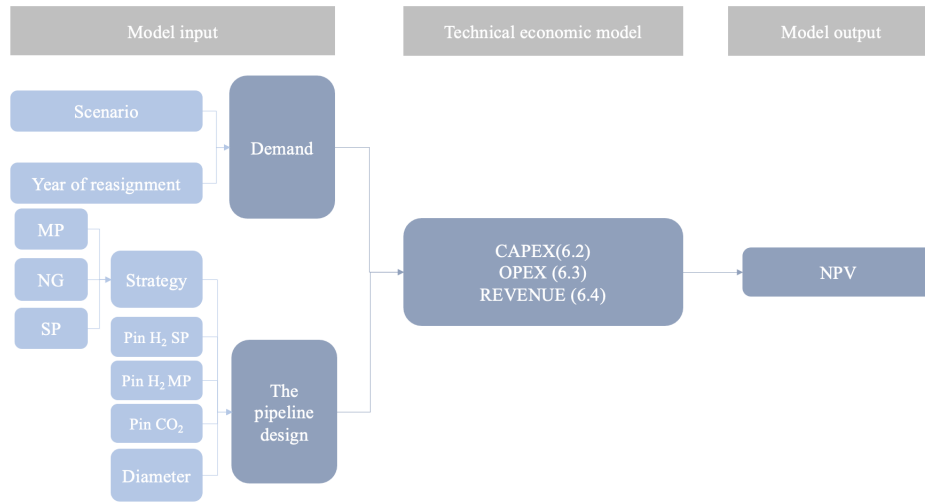 Model input
Technical economic model
Model output
Scenario
Year of reasignment
Demand
MP
NG
SP
Strategy
Pin H₂ SP
Pin H₂ MP
Pin CO₂
Diameter
The
pipeline
design
CAPEX(6.2)
OPEX (6.3)
REVENUE (6.4)
NPV